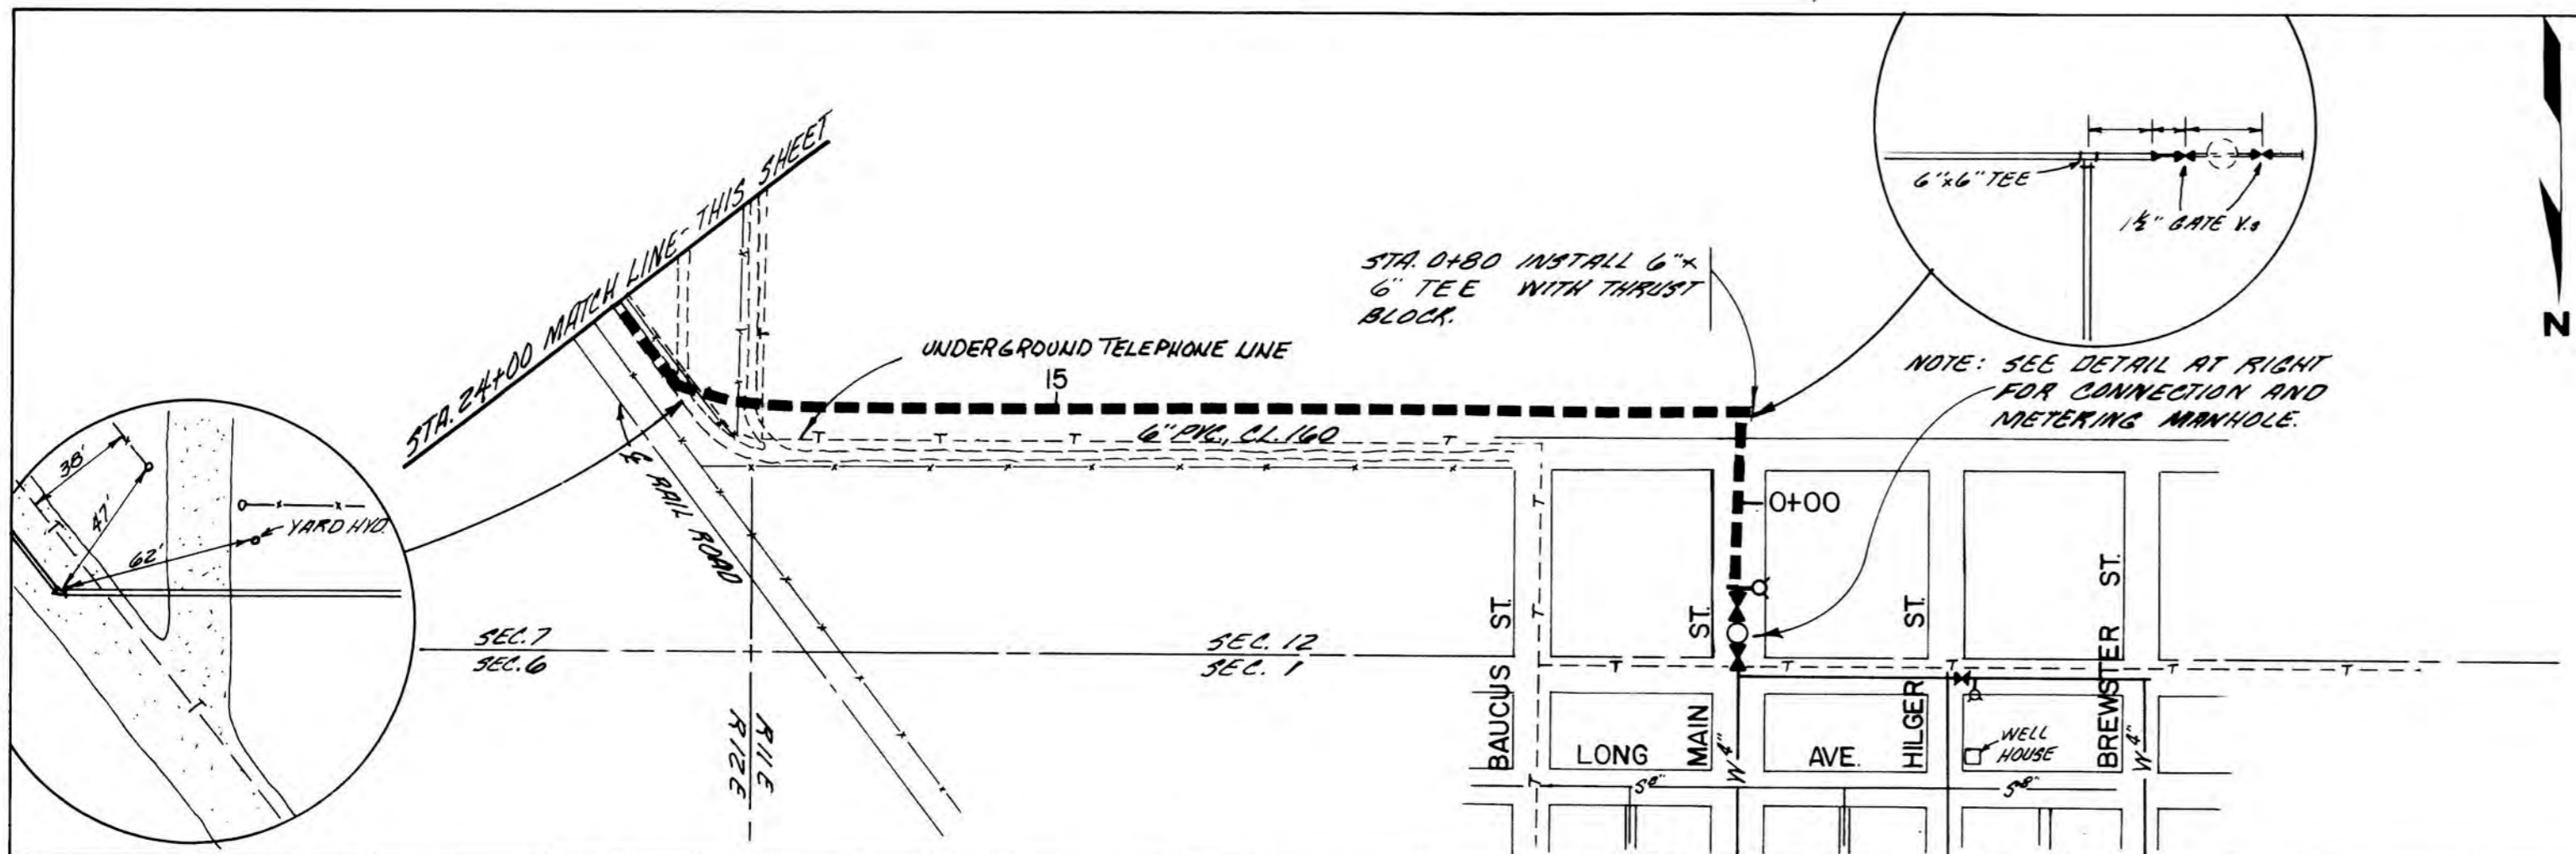 STA. 24+00 MATCH LINE-THIS SHEET
UNDERGROUND TELEPHONE LINE
15
6" PVC, CL. 160
STA. 0+80 INSTALL 6"x
6" TEE WITH THRUST
BLOCK.
6"x6" TEE
1½" GATE V.s
N
NOTE: SEE DETAIL AT RIGHT
FOR CONNECTION AND
METERING MANHOLE.
38'
47'
62'
YARD HYD.
T
T
℄ RAIL ROAD
T
T
T
T
T
T
0+00
SEC. 7
SEC. 6
SEC. 12
SEC. 1
R11E
R12E
BAUCUS ST.
MAIN ST.
HILGER ST.
BREWSTER ST.
T
T
T
T
T
T
T
T
LONG AVE.
W 4"
W 4"
WELL
HOUSE
S 8"
S 8"